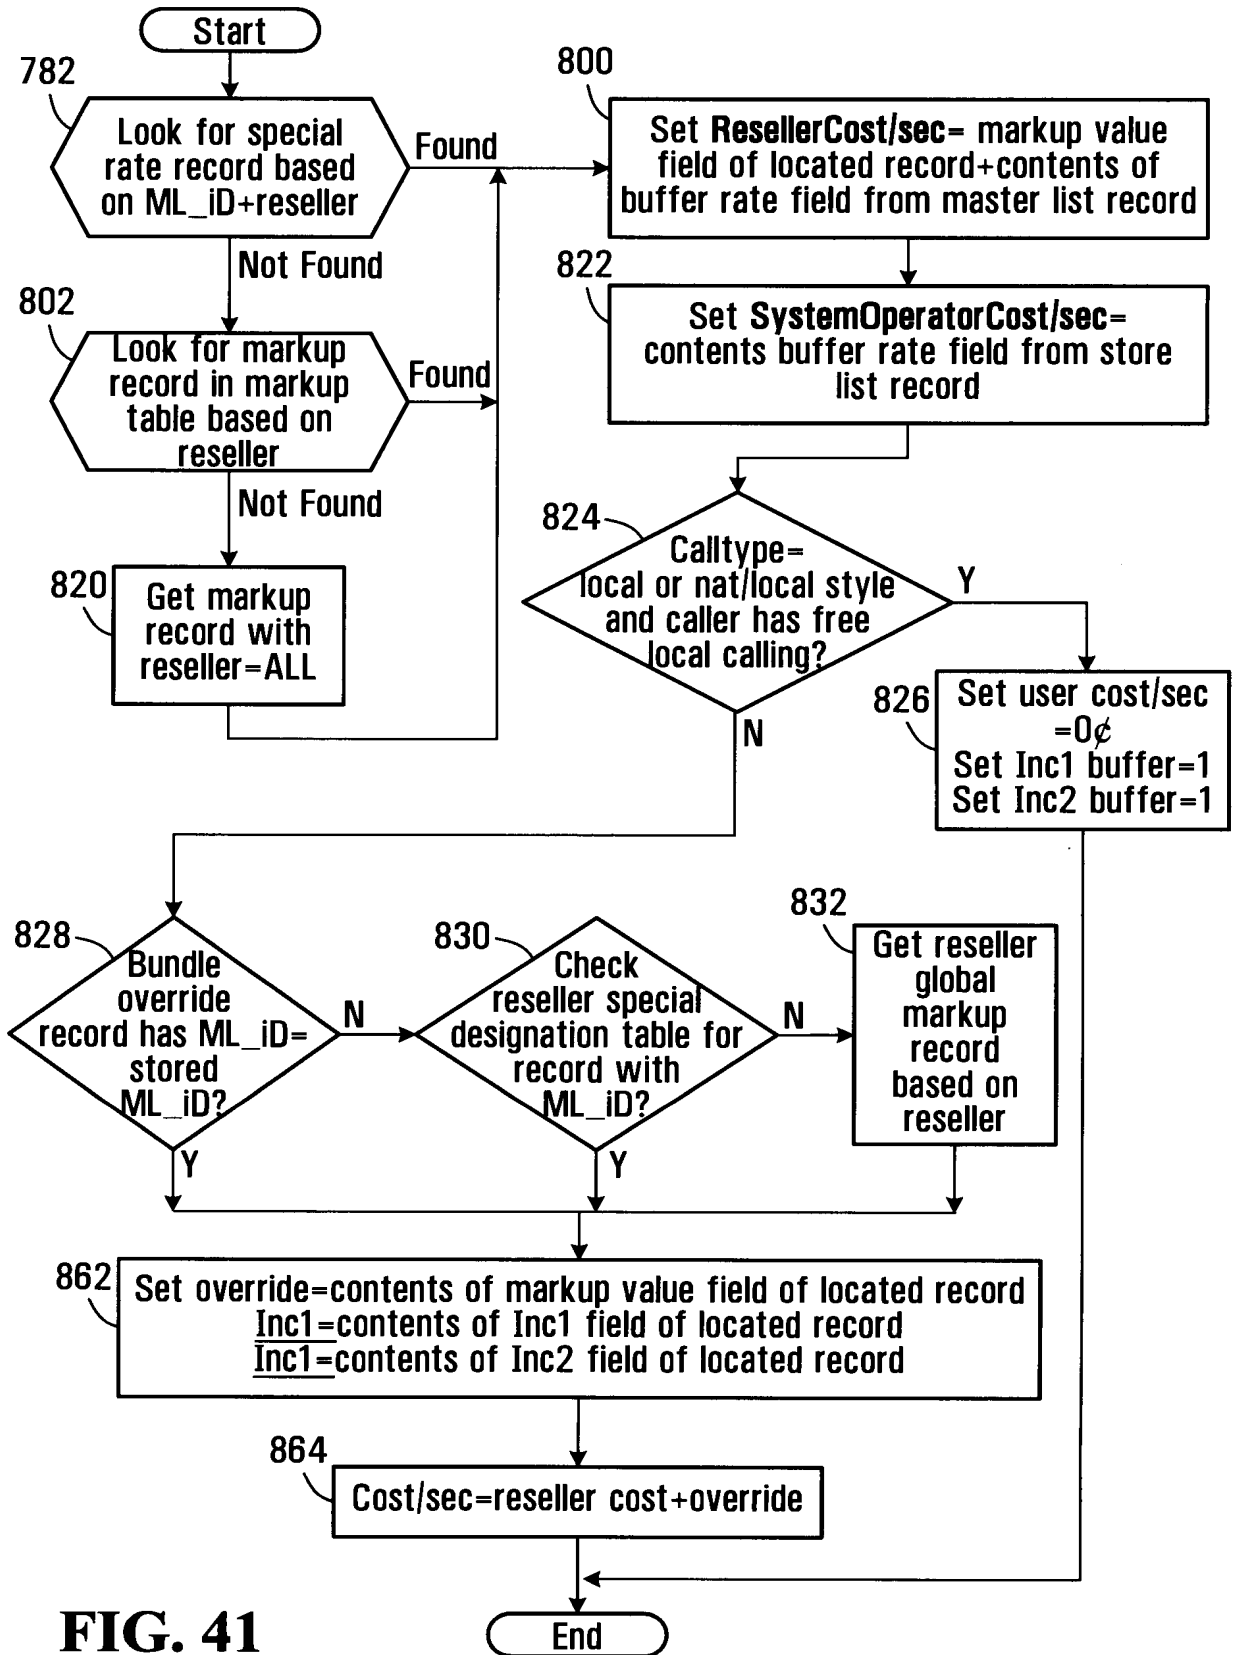 Start
782
Look for special
rate record based
on ML_iD+reseller
Found
Not Found
802
Look for markup
record in markup
table based on
reseller
Found
Not Found
820
Get markup
record with
reseller=ALL
800
Set ResellerCost/sec= markup value
field of located record+contents of
buffer rate field from master list record
822
Set SystemOperatorCost/sec=
contents buffer rate field from store
list record
824
Calltype=
local or nat/local style
and caller has free
local calling?
Y
N
826
Set user cost/sec
=0¢
Set Inc1 buffer=1
Set Inc2 buffer=1
828
Bundle
override
record has ML_iD=
stored
ML_iD?
N
Y
830
Check
reseller special
designation table for
record with
ML_iD?
N
Y
832
Get reseller
global
markup
record
based on
reseller
862
Set override=contents of markup value field of located record
Inc1=contents of Inc1 field of located record
Inc1=contents of Inc2 field of located record
864
Cost/sec=reseller cost+override
End
FIG. 41